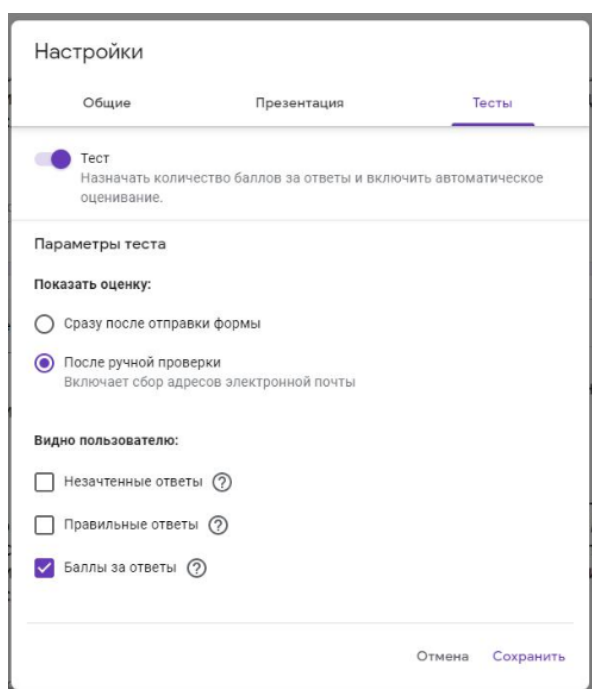 Настройки
Общие
Презентация
Тесты
Тест
Назначать количество баллов за ответы и включить автоматическое
оценивание.
Параметры теста
Показать оценку:
Сразу после отправки формы
После ручной проверки
Включает сбор адресов электронной почты
Видно пользователю:
Незачтенные ответы ?
Правильные ответы ?
Баллы за ответы ?
Отмена
Сохранить